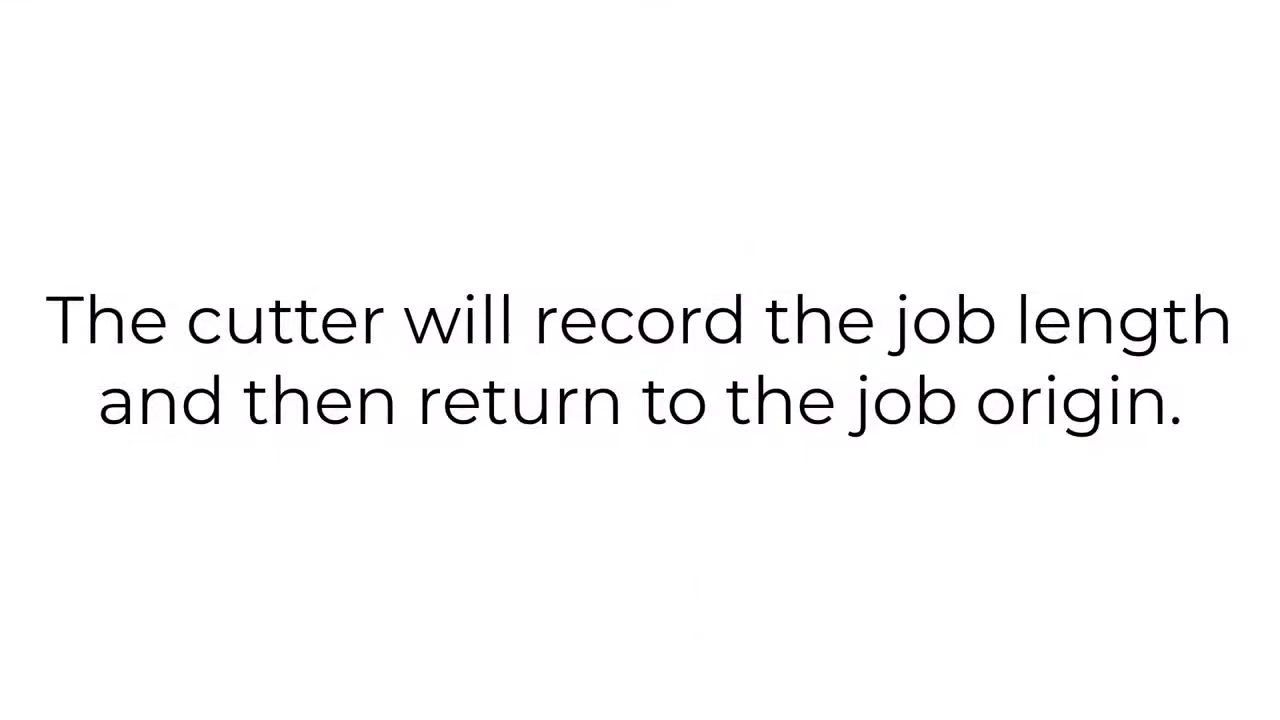 The cutter will record the job length
and then return to the job origin.